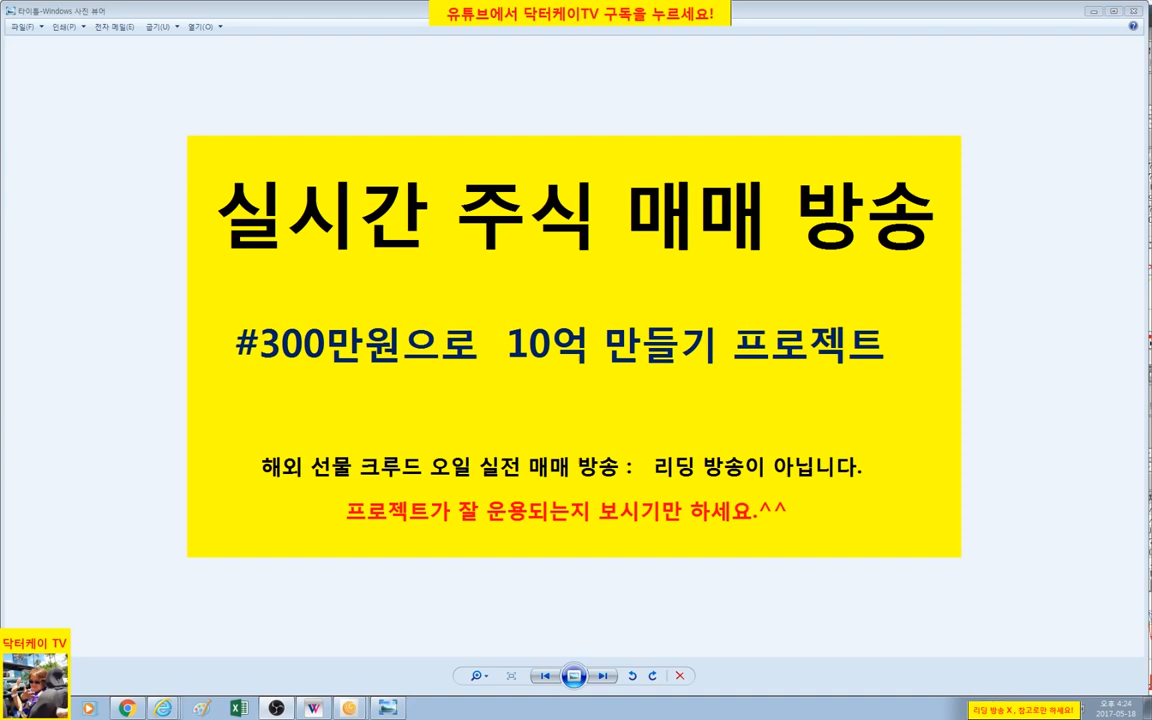 타이틀-Windows 사진 뷰어
유튜브에서 닥터케이TV 구독을 누르세요!
파일(F) 인쇄(P) 전자 메일(E) 굽기(U) 열기(O)
실시간 주식 매매 방송
#300만원으로 10억 만들기 프로젝트
해외 선물 크루드 오일 실전 매매 방송 : 리딩 방송이 아닙니다.
프로젝트가 잘 운용되는지 보시기만 하세요.^^
닥터케이 TV
리딩 방송 X , 참고로만 하세요!
오후 4:24
2017-05-18